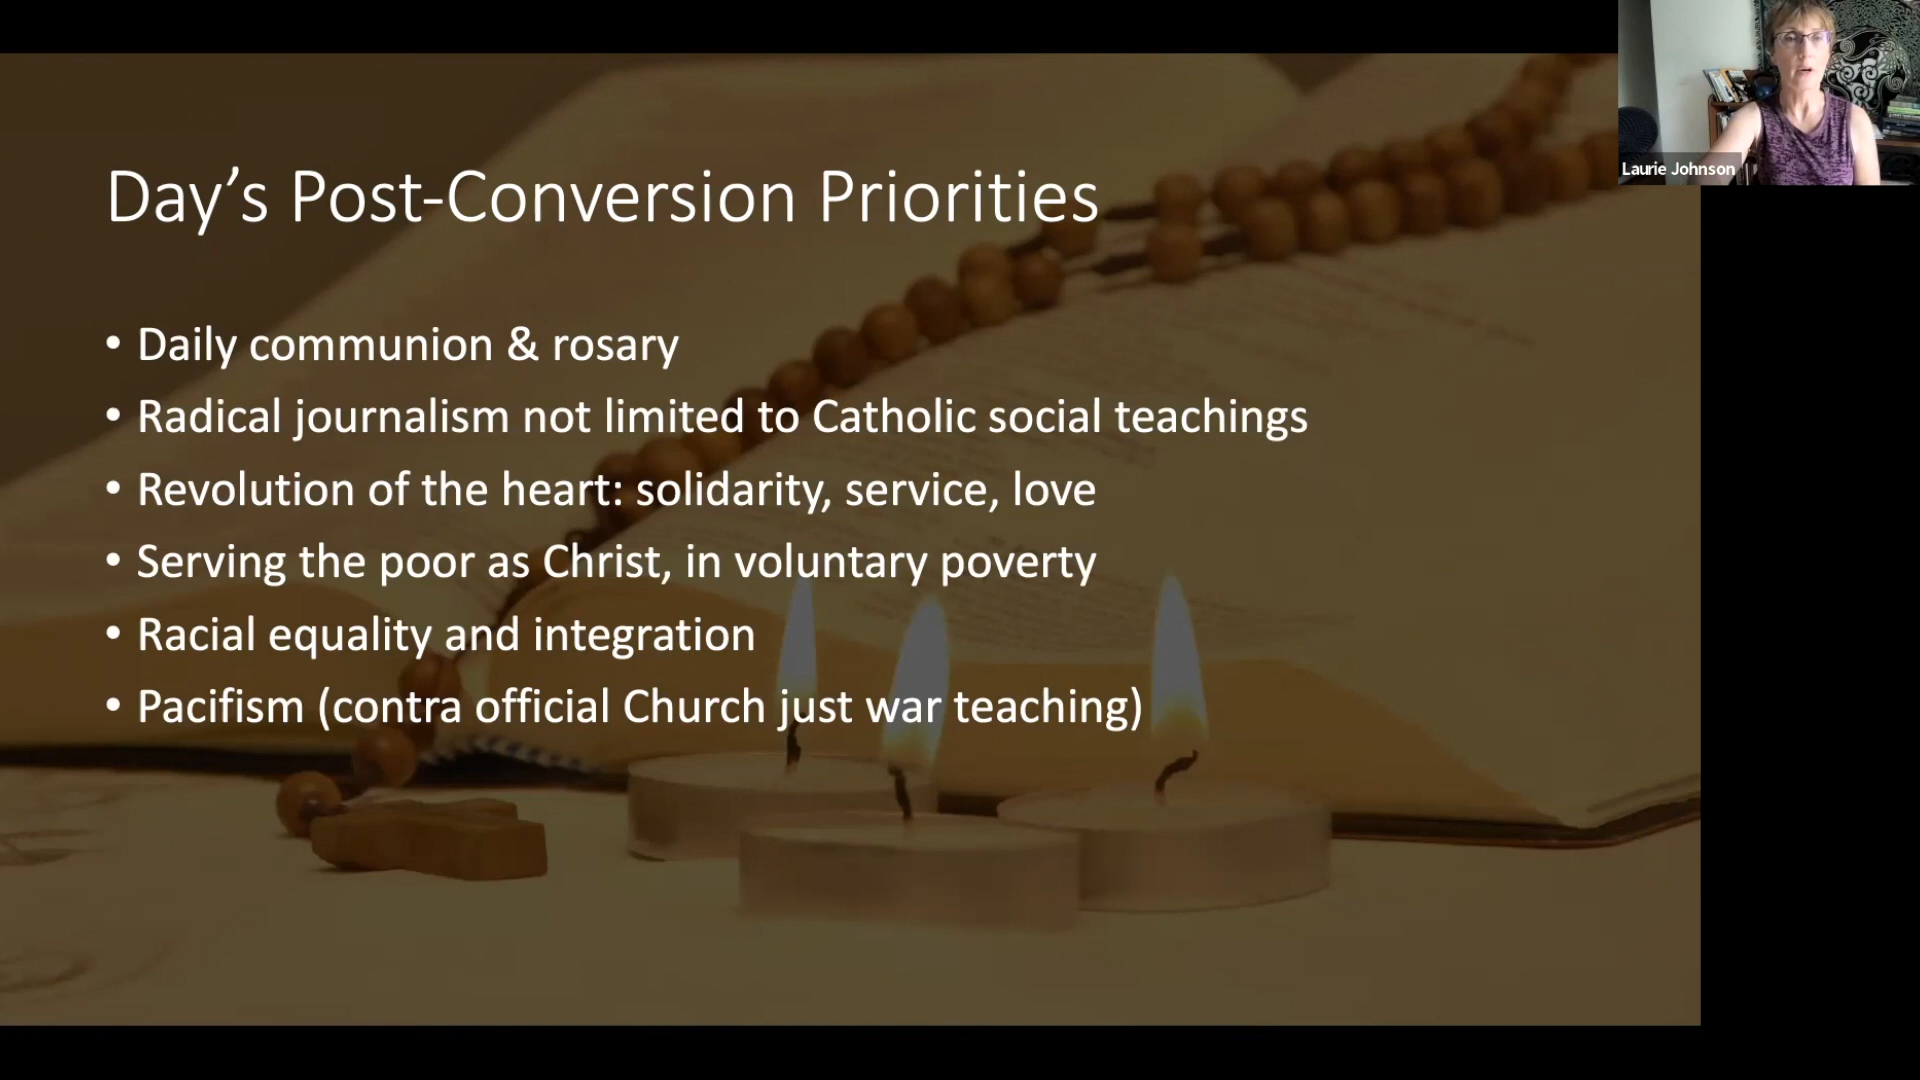 Day’s Post-Conversion Priorities
• Daily communion & rosary
• Radical journalism not limited to Catholic social teachings
• Revolution of the heart: solidarity, service, love
• Serving the poor as Christ, in voluntary poverty
• Racial equality and integration
• Pacifism (contra official Church just war teaching)
Laurie Johnson